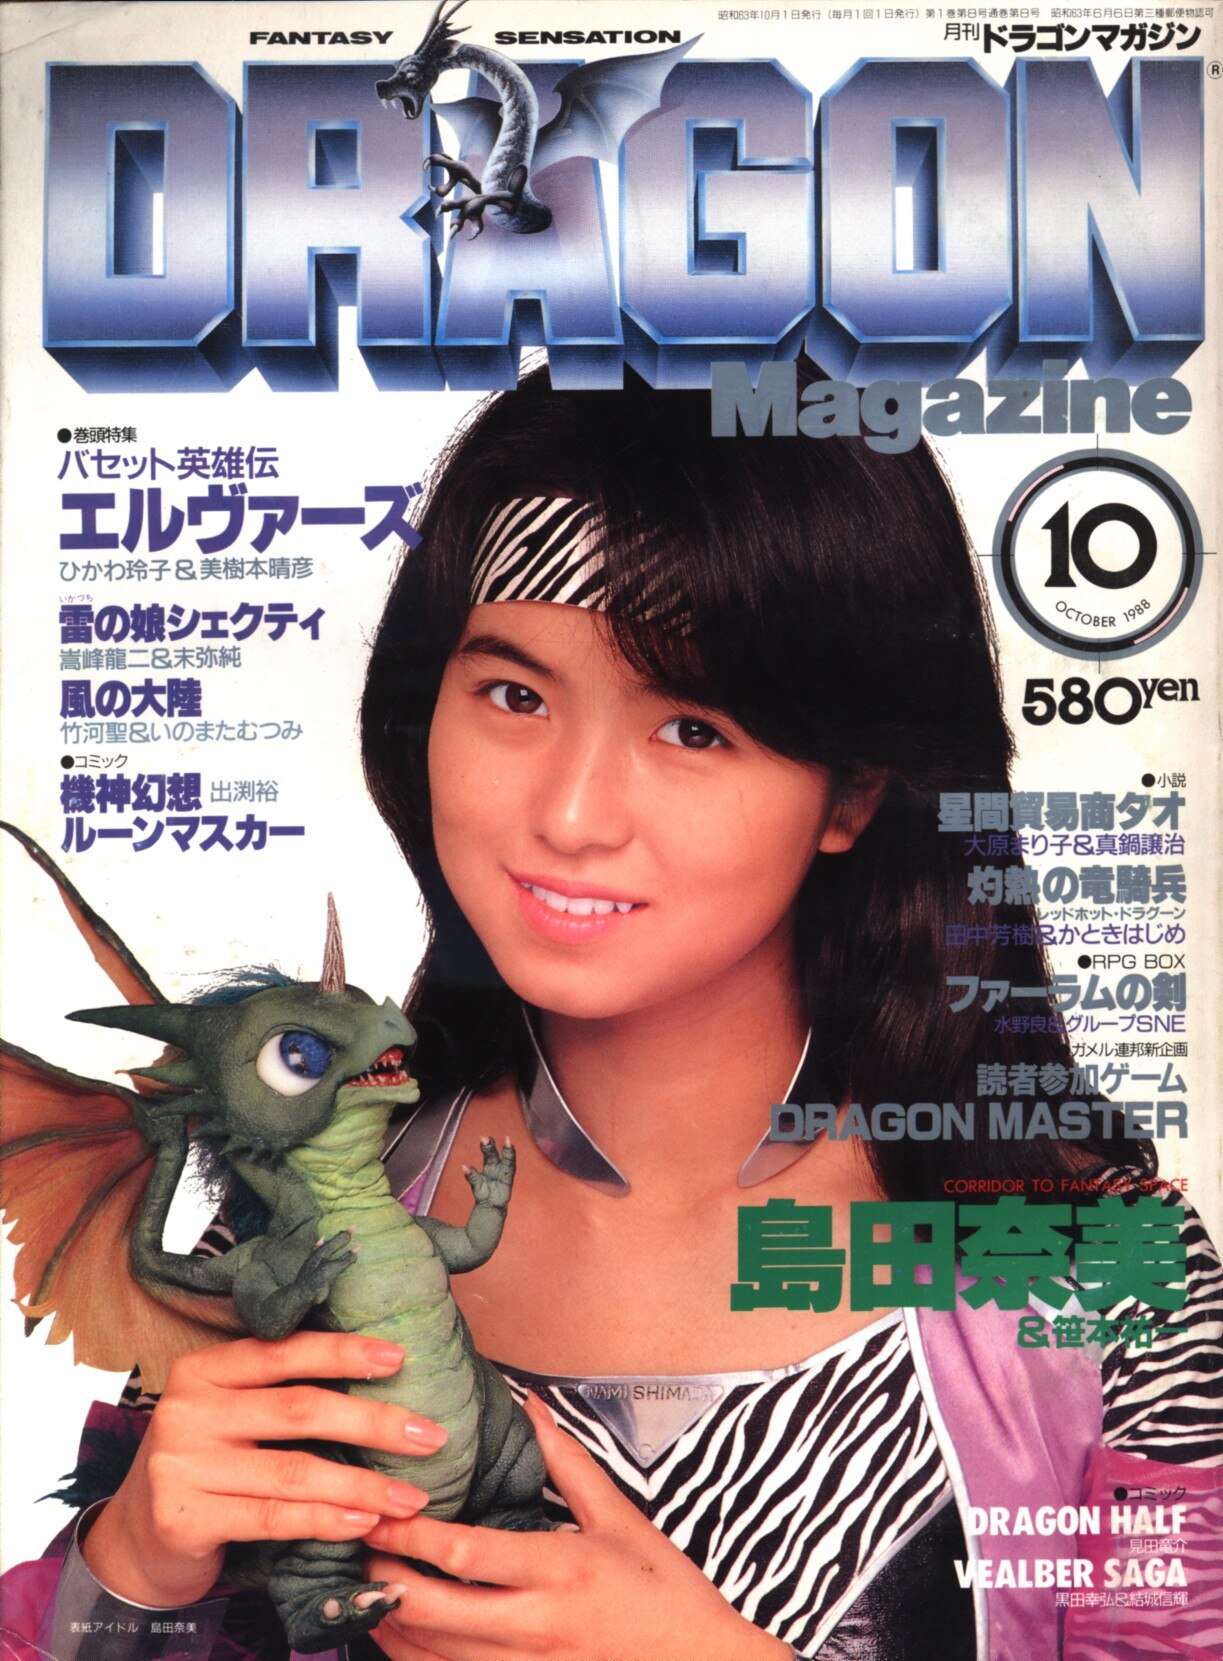 昭和63年10月1日発行(毎月1回1日発行)第1巻第8号通巻第8号 昭和63年6月6日第三種郵便物認可
FANTASY SENSATION
月刊ドラゴンマガジン
DRAGON
®
Magazine
●巻頭特集
バセット英雄伝
エルヴァーズ
ひかわ玲子&美樹本晴彦
いかづち
雷の娘シェクティ
嵩峰龍二&末弥純
風の大陸
竹河聖&いのまたむつみ
●コミック
機神幻想 出渕裕
ルーンマスカー
10
OCTOBER 1988
580yen
●小説
星間貿易商ダオ
大原まり子&真鍋譲治
灼熱の竜騎兵
レッドホット・ドラグーン
田中芳樹&かときはじめ
●RPG BOX
ファーラムの剣
水野良&グループSNE
●ガメル連邦新企画
読者参加ゲーム
DRAGON MASTER
CORRIDOR TO FANTASY SPACE
島田奈美
&笹本祐一
NAMI SHIMADA
●コミック
DRAGON HALF
見田竜介
VEALBER SAGA
黒田幸弘&結城信輝
表紙アイドル 島田奈美